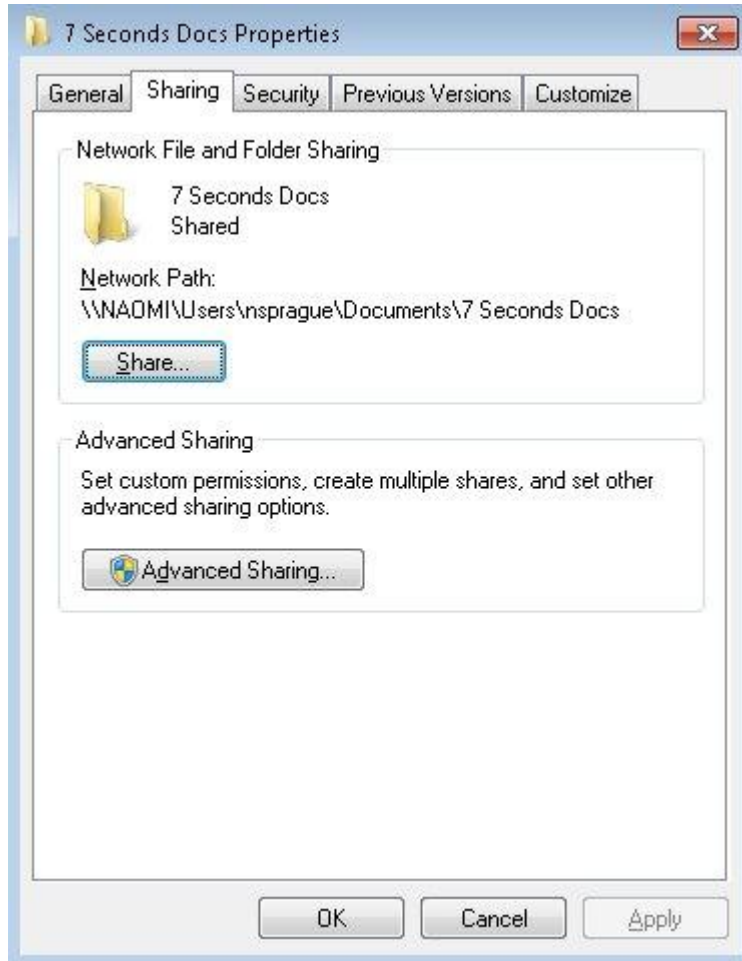 7 Seconds Docs Properties
General Sharing Security Previous Versions Customize
Network File and Folder Sharing
7 Seconds Docs
Shared
Network Path:
\\NAOMI\Users\nsprague\Documents\7 Seconds Docs
Share...
Advanced Sharing
Set custom permissions, create multiple shares, and set other
advanced sharing options.
Advanced Sharing...
OK Cancel Apply